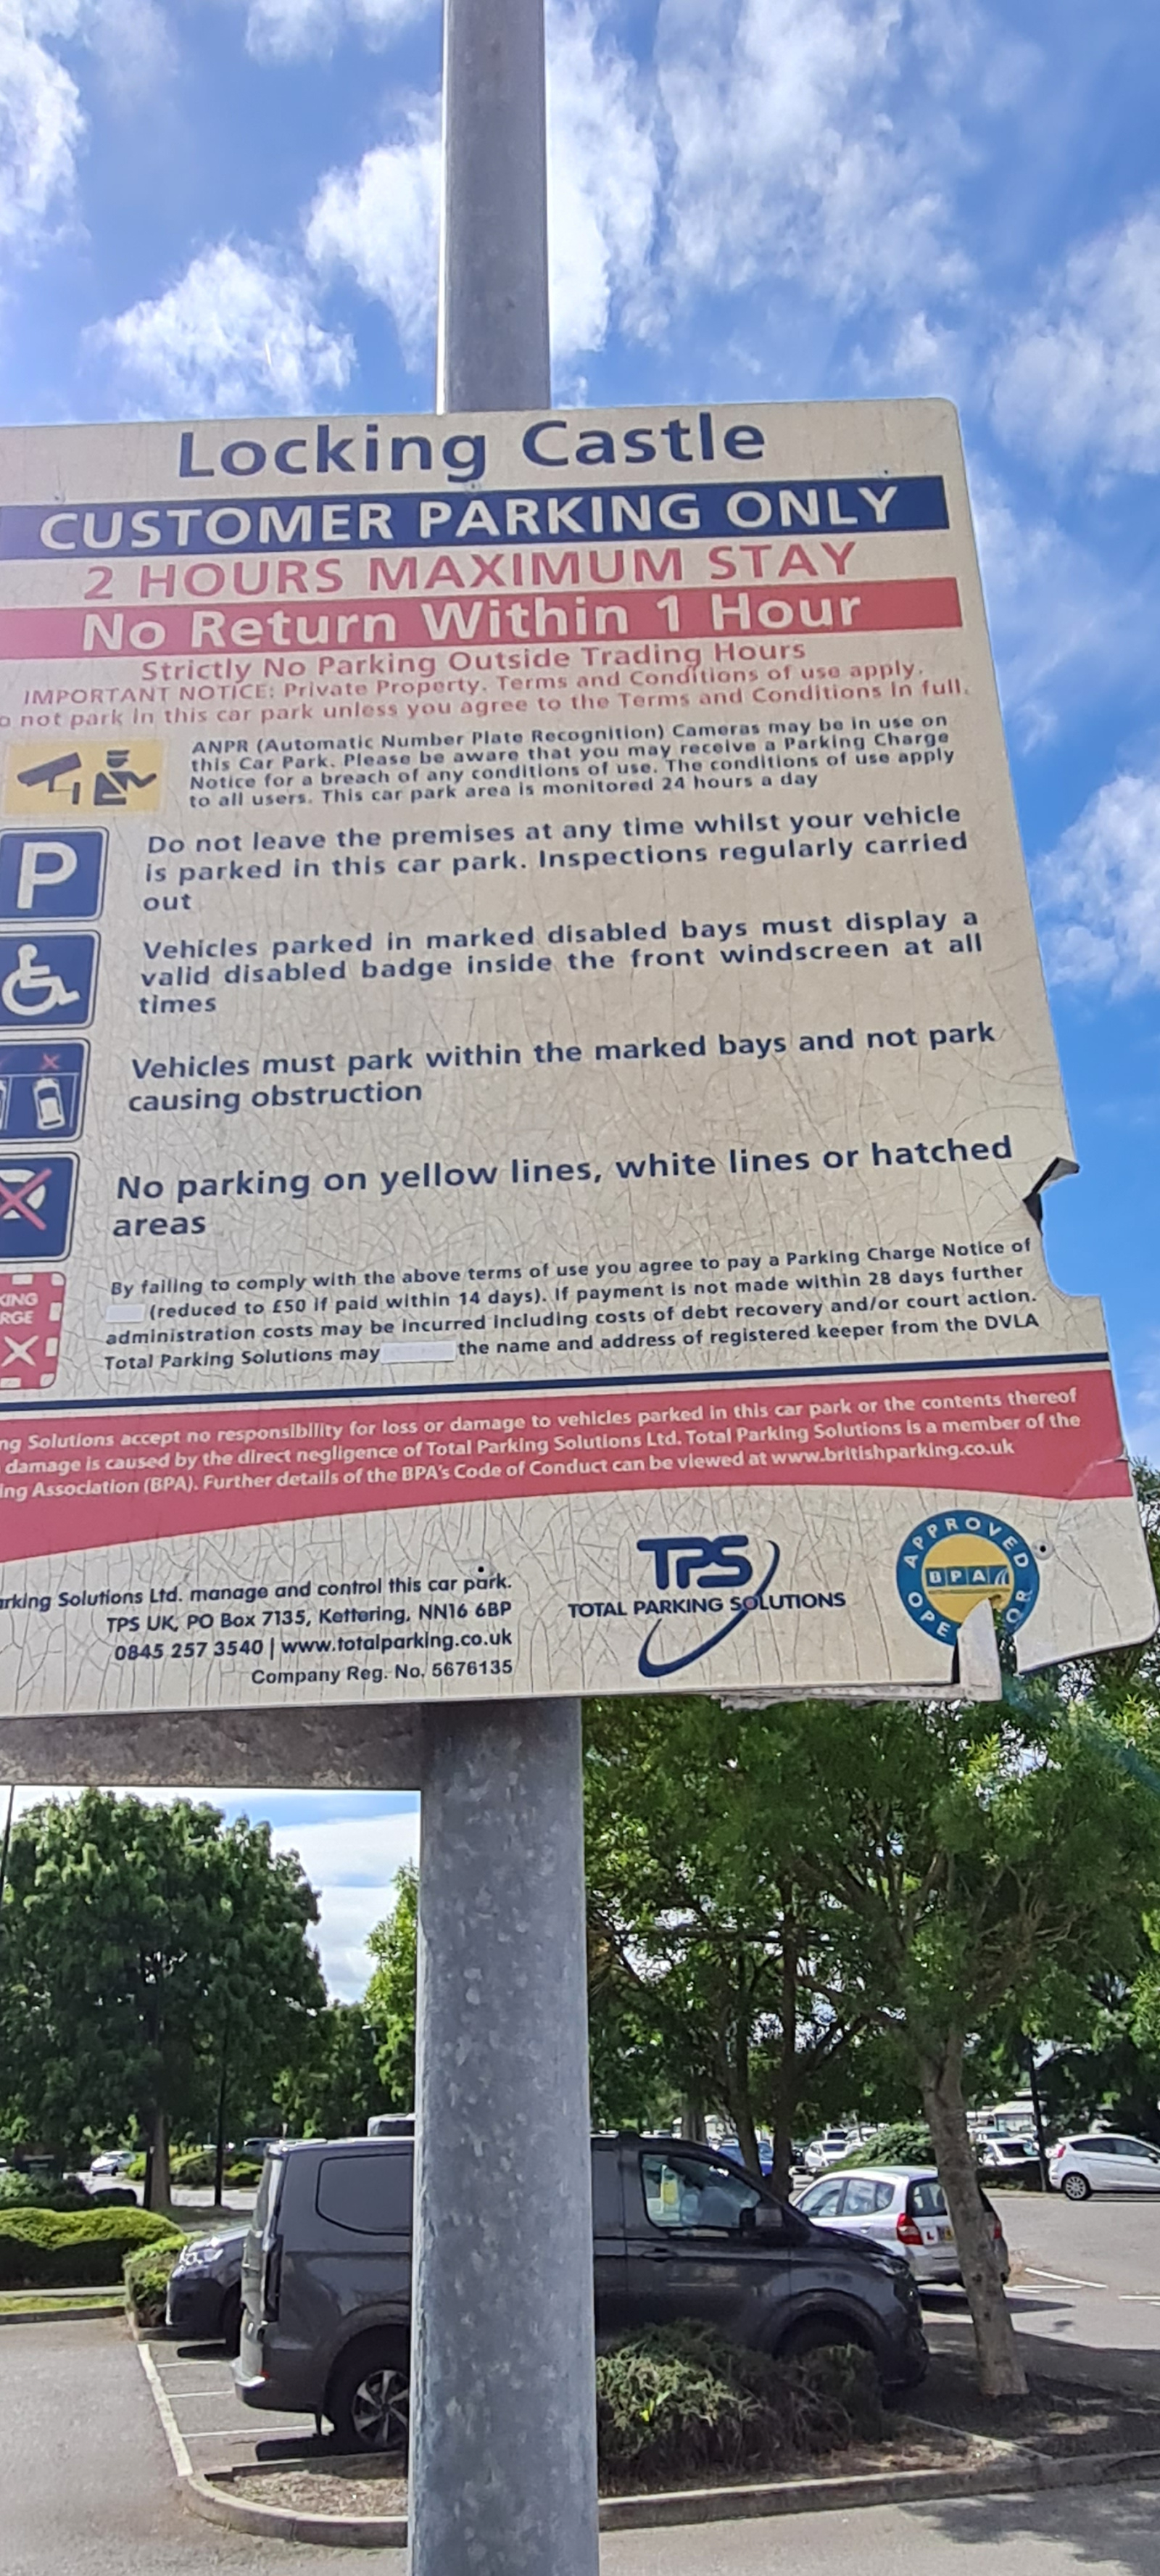 Locking Castle
CUSTOMER PARKING ONLY
2 HOURS MAXIMUM STAY
No Return Within 1 Hour
Strictly No Parking Outside Trading Hours
IMPORTANT NOTICE: Private Property. Terms and Conditions of use apply.
o not park in this car park unless you agree to the Terms and Conditions in full.
ANPR (Automatic Number Plate Recognition) Cameras may be in use on
this Car Park. Please be aware that you may receive a Parking Charge
Notice for a breach of any conditions of use. The conditions of use apply
to all users. This car park area is monitored 24 hours a day
P
Do not leave the premises at any time whilst your vehicle
is parked in this car park. Inspections regularly carried
out
Vehicles parked in marked disabled bays must display a
valid disabled badge inside the front windscreen at all
times
Vehicles must park within the marked bays and not park
causing obstruction
No parking on yellow lines, white lines or hatched
areas
KING
RGE
By failing to comply with the above terms of use you agree to pay a Parking Charge Notice of
(reduced to £50 if paid within 14 days). If payment is not made within 28 days further
administration costs may be incurred including costs of debt recovery and/or court action.
Total Parking Solutions may the name and address of registered keeper from the DVLA
ng Solutions accept no responsibility for loss or damage to vehicles parked in this car park or the contents thereof
damage is caused by the direct negligence of Total Parking Solutions Ltd. Total Parking Solutions is a member of the
ing Association (BPA). Further details of the BPA's Code of Conduct can be viewed at www.britishparking.co.uk
arking Solutions Ltd. manage and control this car park.
TPS UK, PO Box 7135, Kettering, NN16 6BP
0845 257 3540 | www.totalparking.co.uk
Company Reg. No. 5676135
TPS
TOTAL PARKING SOLUTIONS
APPROVED
BPA
OPE OR
L